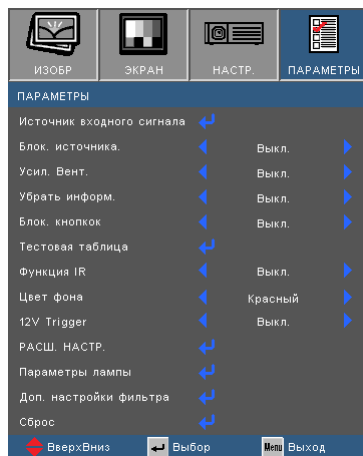 ИЗОБР ЭКРАН НАСТР. ПАРАМЕТРЫ
ПАРАМЕТРЫ
Источник входного сигнала
Блок. источника. Выкл.
Усил. Вент. Выкл.
Убрать информ. Выкл.
Блок. кнопкок Выкл.
Тестовая таблица
Функция IR Выкл.
Цвет фона Красный
12V Trigger Выкл.
РАСШ. НАСТР.
Параметры лампы
Доп. настройки фильтра
Сброс
ВверхВниз Выбор Menu Выход